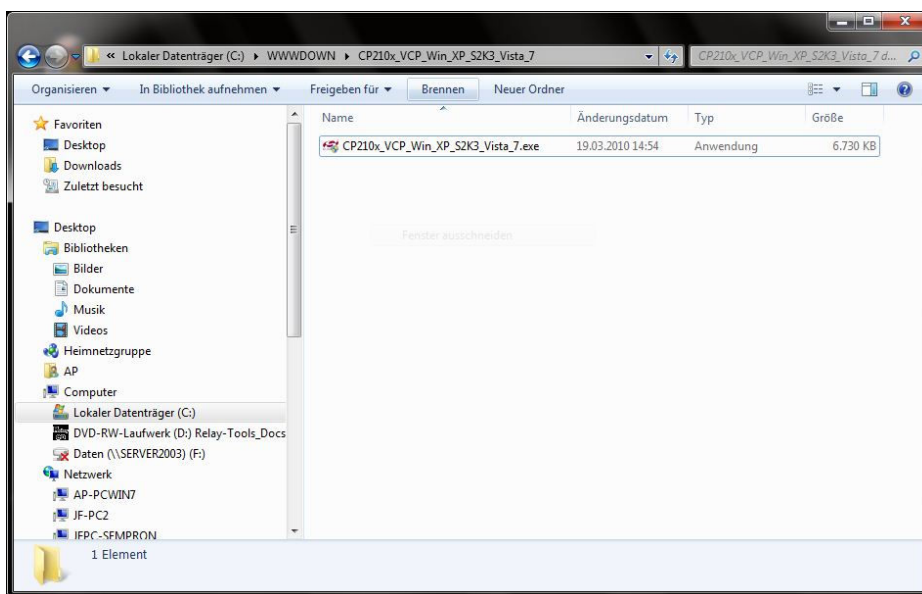 « Lokaler Datenträger (C:) ▸ WWWDOWN ▸ CP210x_VCP_Win_XP_S2K3_Vista_7
CP210x_VCP_Win_XP_S2K3_Vista_7 d...
Organisieren In Bibliothek aufnehmen Freigeben für Brennen Neuer Ordner
Name Änderungsdatum Typ Größe
CP210x_VCP_Win_XP_S2K3_Vista_7.exe 19.03.2010 14:54 Anwendung 6.730 KB
Fenster ausschneiden
Favoriten
Desktop
Downloads
Zuletzt besucht
Desktop
Bibliotheken
Bilder
Dokumente
Musik
Videos
Heimnetzgruppe
AP
Computer
Lokaler Datenträger (C:)
DVD-RW-Laufwerk (D:) Relay-Tools_Docs
Daten (\\SERVER2003) (F:)
Netzwerk
AP-PCWIN7
JF-PC2
JFPC-SEMPRON
1 Element